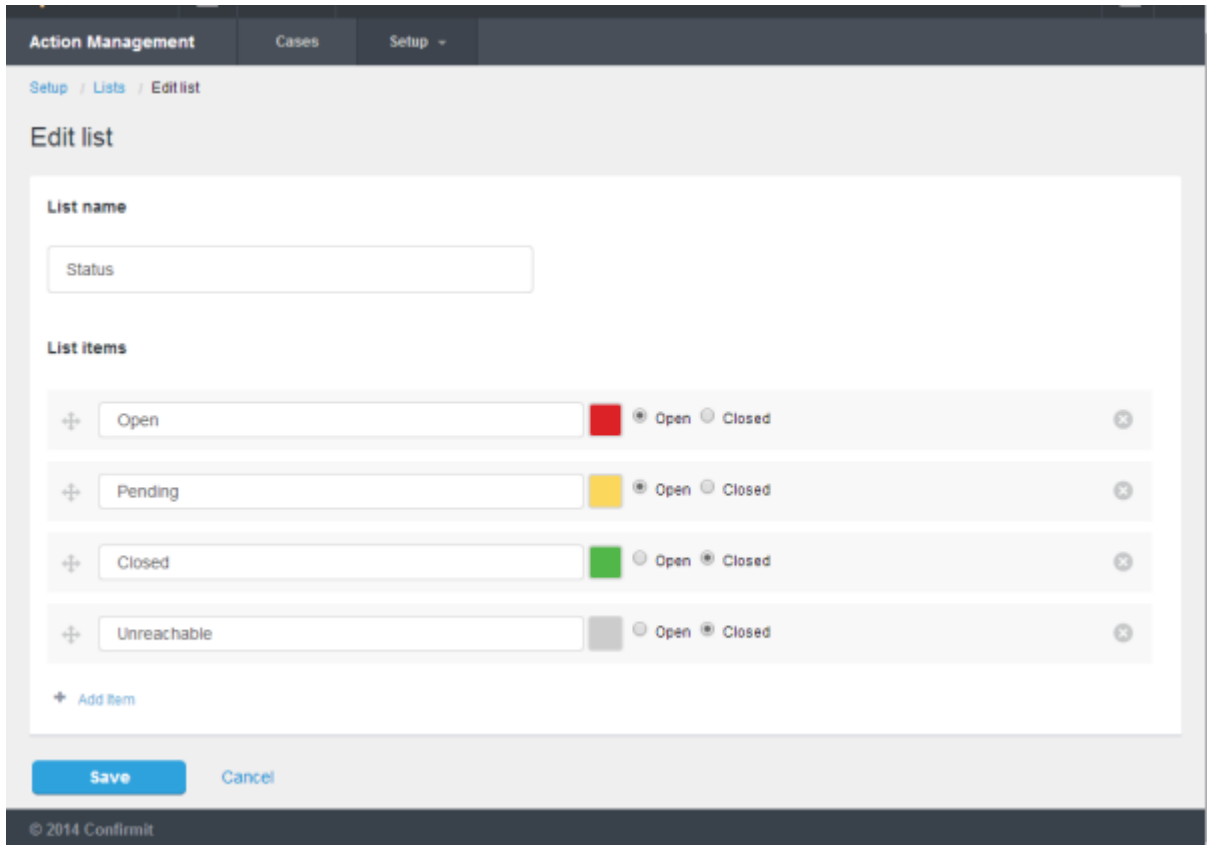 Action Management Cases Setup
Setup / Lists / Edit list
Edit list
List name
Status
List items
Open Open Closed
Pending Open Closed
Closed Open Closed
Unreachable Open Closed
+ Add Item
Save Cancel
© 2014 Confirmit